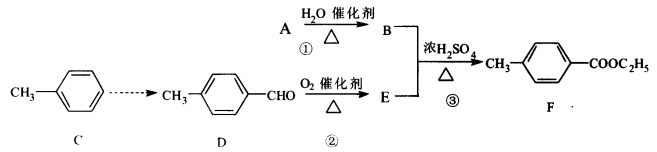 A H₂O 催化剂 △ ① B
浓H₂SO₄ △ ③
CH₃ COOC₂H₅ F
CH₃ C
CH₃ CHO D
O₂ 催化剂 △ ② E